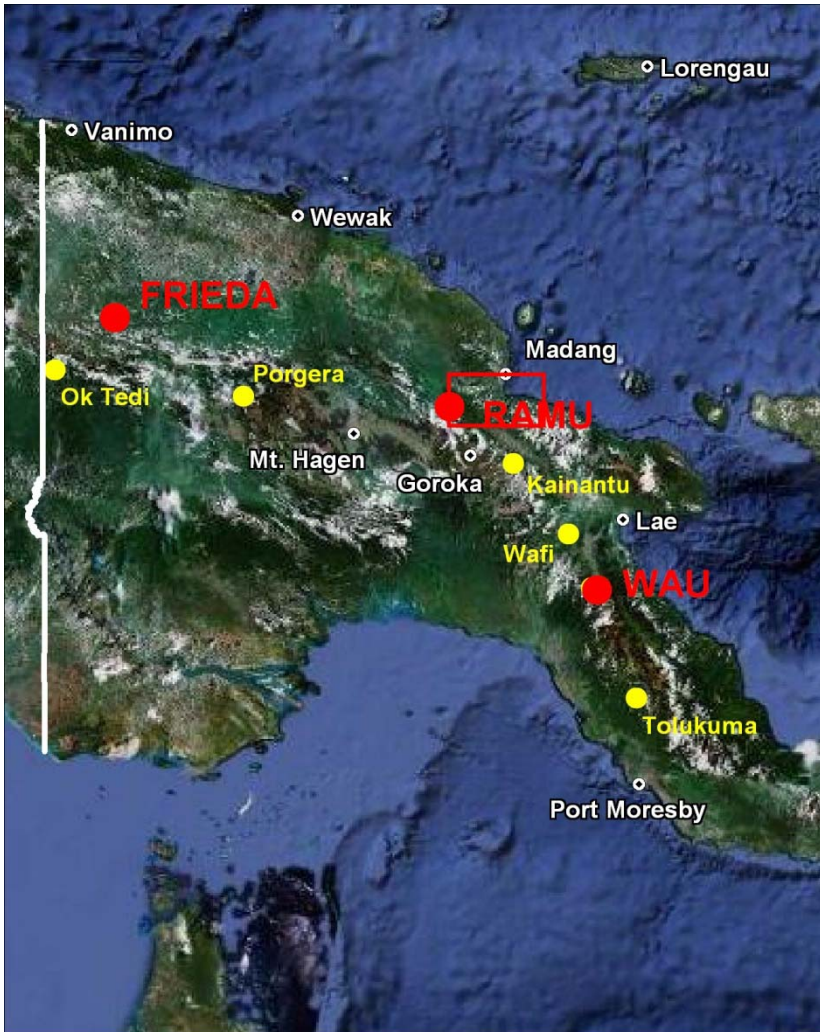 Lorengau
Vanimo
Wewak
FRIEDA
Madang
Porgera
Ok Tedi
RAMU
Mt. Hagen
Goroka
Kainantu
Lae
Wafi
WAU
Tolukuma
Port Moresby